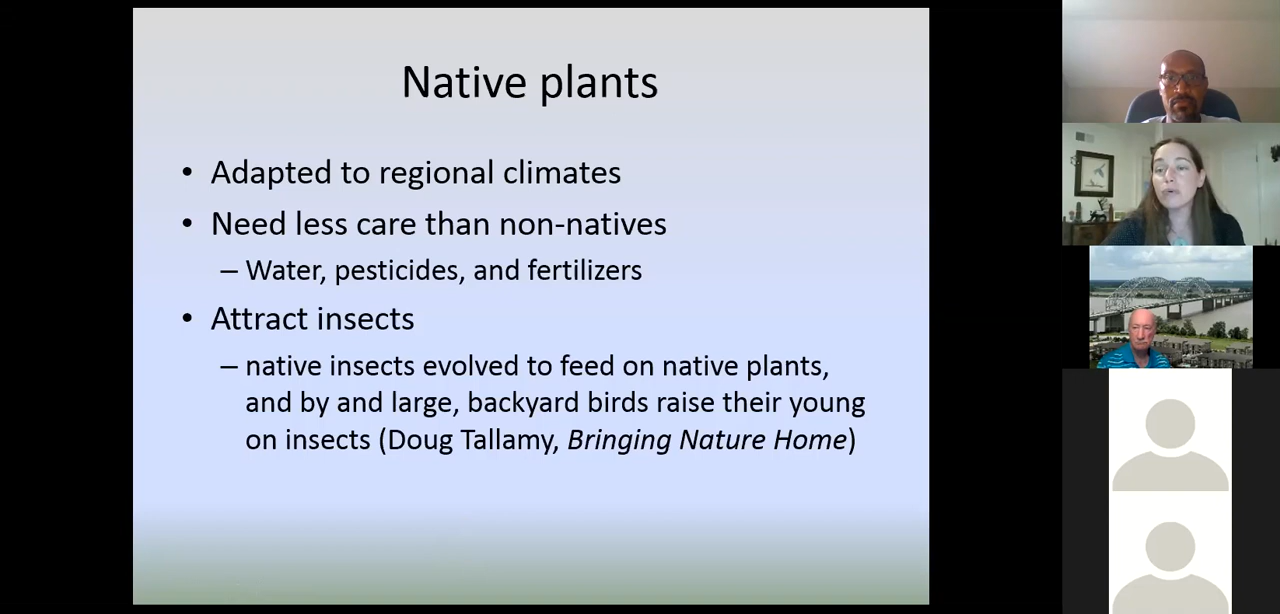 Native plants
• Adapted to regional climates
• Need less care than non-natives
– Water, pesticides, and fertilizers
• Attract insects
– native insects evolved to feed on native plants,
and by and large, backyard birds raise their young
on insects (Doug Tallamy, Bringing Nature Home)